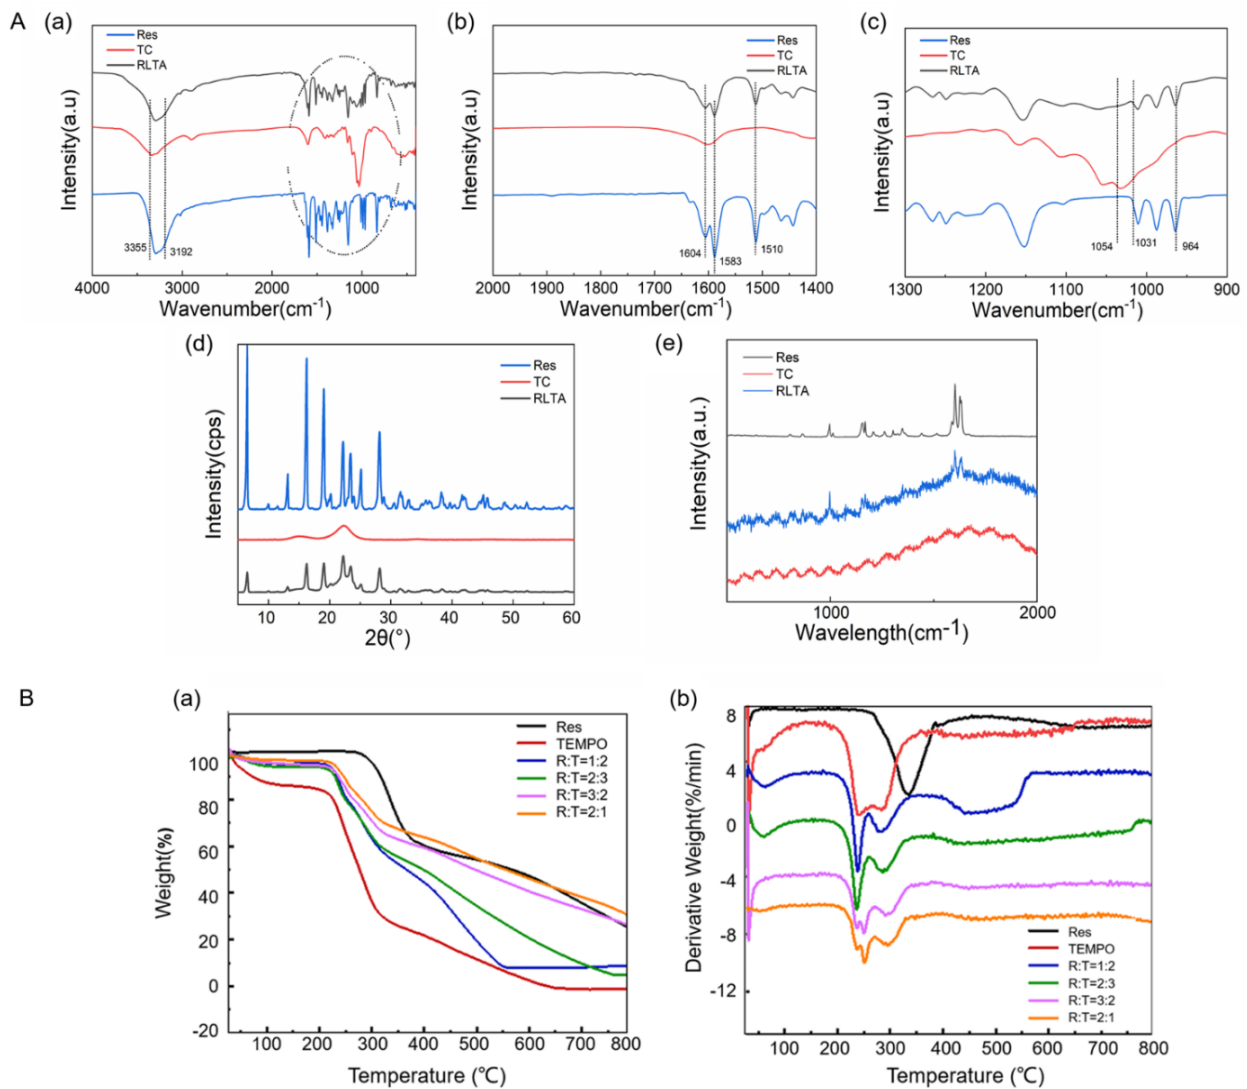 A
(a)
Res
TC
RLTA
Intensity(a.u)
3355
3192
4000 3000 2000 1000
Wavenumber(cm-1)
(b)
Res
TC
RLTA
Intensity(a.u)
1604
1583
1510
2000 1900 1800 1700 1600 1500 1400
Wavenumber(cm-1)
(c)
Res
TC
RLTA
Intensity(a.u)
1054
1031
964
1300 1200 1100 1000 900
Wavenumber(cm-1)
(d)
Res
TC
RLTA
Intensity(cps)
10 20 30 40 50 60
2θ(°)
(e)
Res
TC
RLTA
Intensity(a.u.)
1000 2000
Wavelength(cm-1)
B
(a)
Res
TEMPO
R:T=1:2
R:T=2:3
R:T=3:2
R:T=2:1
Weight(%)
100
80
60
40
20
0
-20
100 200 300 400 500 600 700 800
Temperature (℃)
(b)
8
4
0
-4
-8
-12
Derivative Weight(%/min)
Res
TEMPO
R:T=1:2
R:T=2:3
R:T=3:2
R:T=2:1
100 200 300 400 500 600 700 800
Temperature (℃)